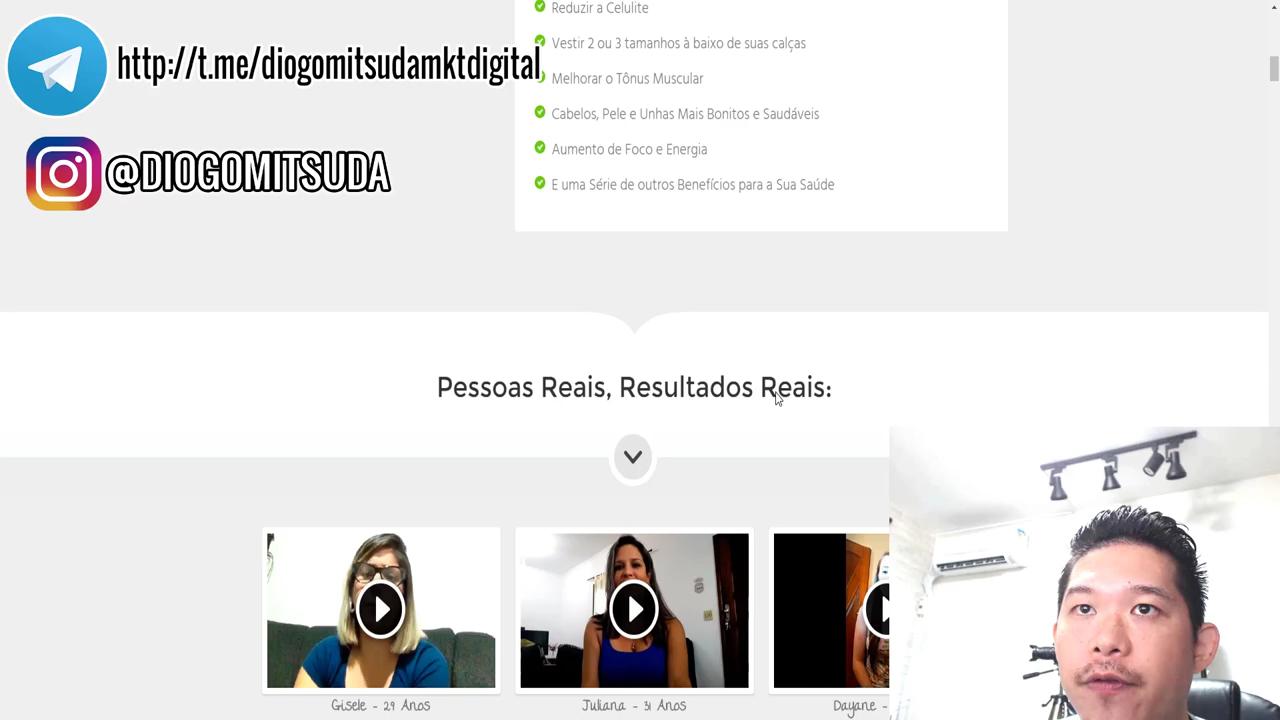 Reduzir a Celulite
http://t.me/diogomitsudamktdigital
Vestir 2 ou 3 tamanhos à baixo de suas calças
Melhorar o Tônus Muscular
Cabelos, Pele e Unhas Mais Bonitos e Saudáveis
@DIOGOMITSUDA
Aumento de Foco e Energia
E uma Série de outros Benefícios para a Sua Saúde
Pessoas Reais, Resultados Reais:
Gisele - 29 Anos
Juliana - 31 Anos
Dayane -